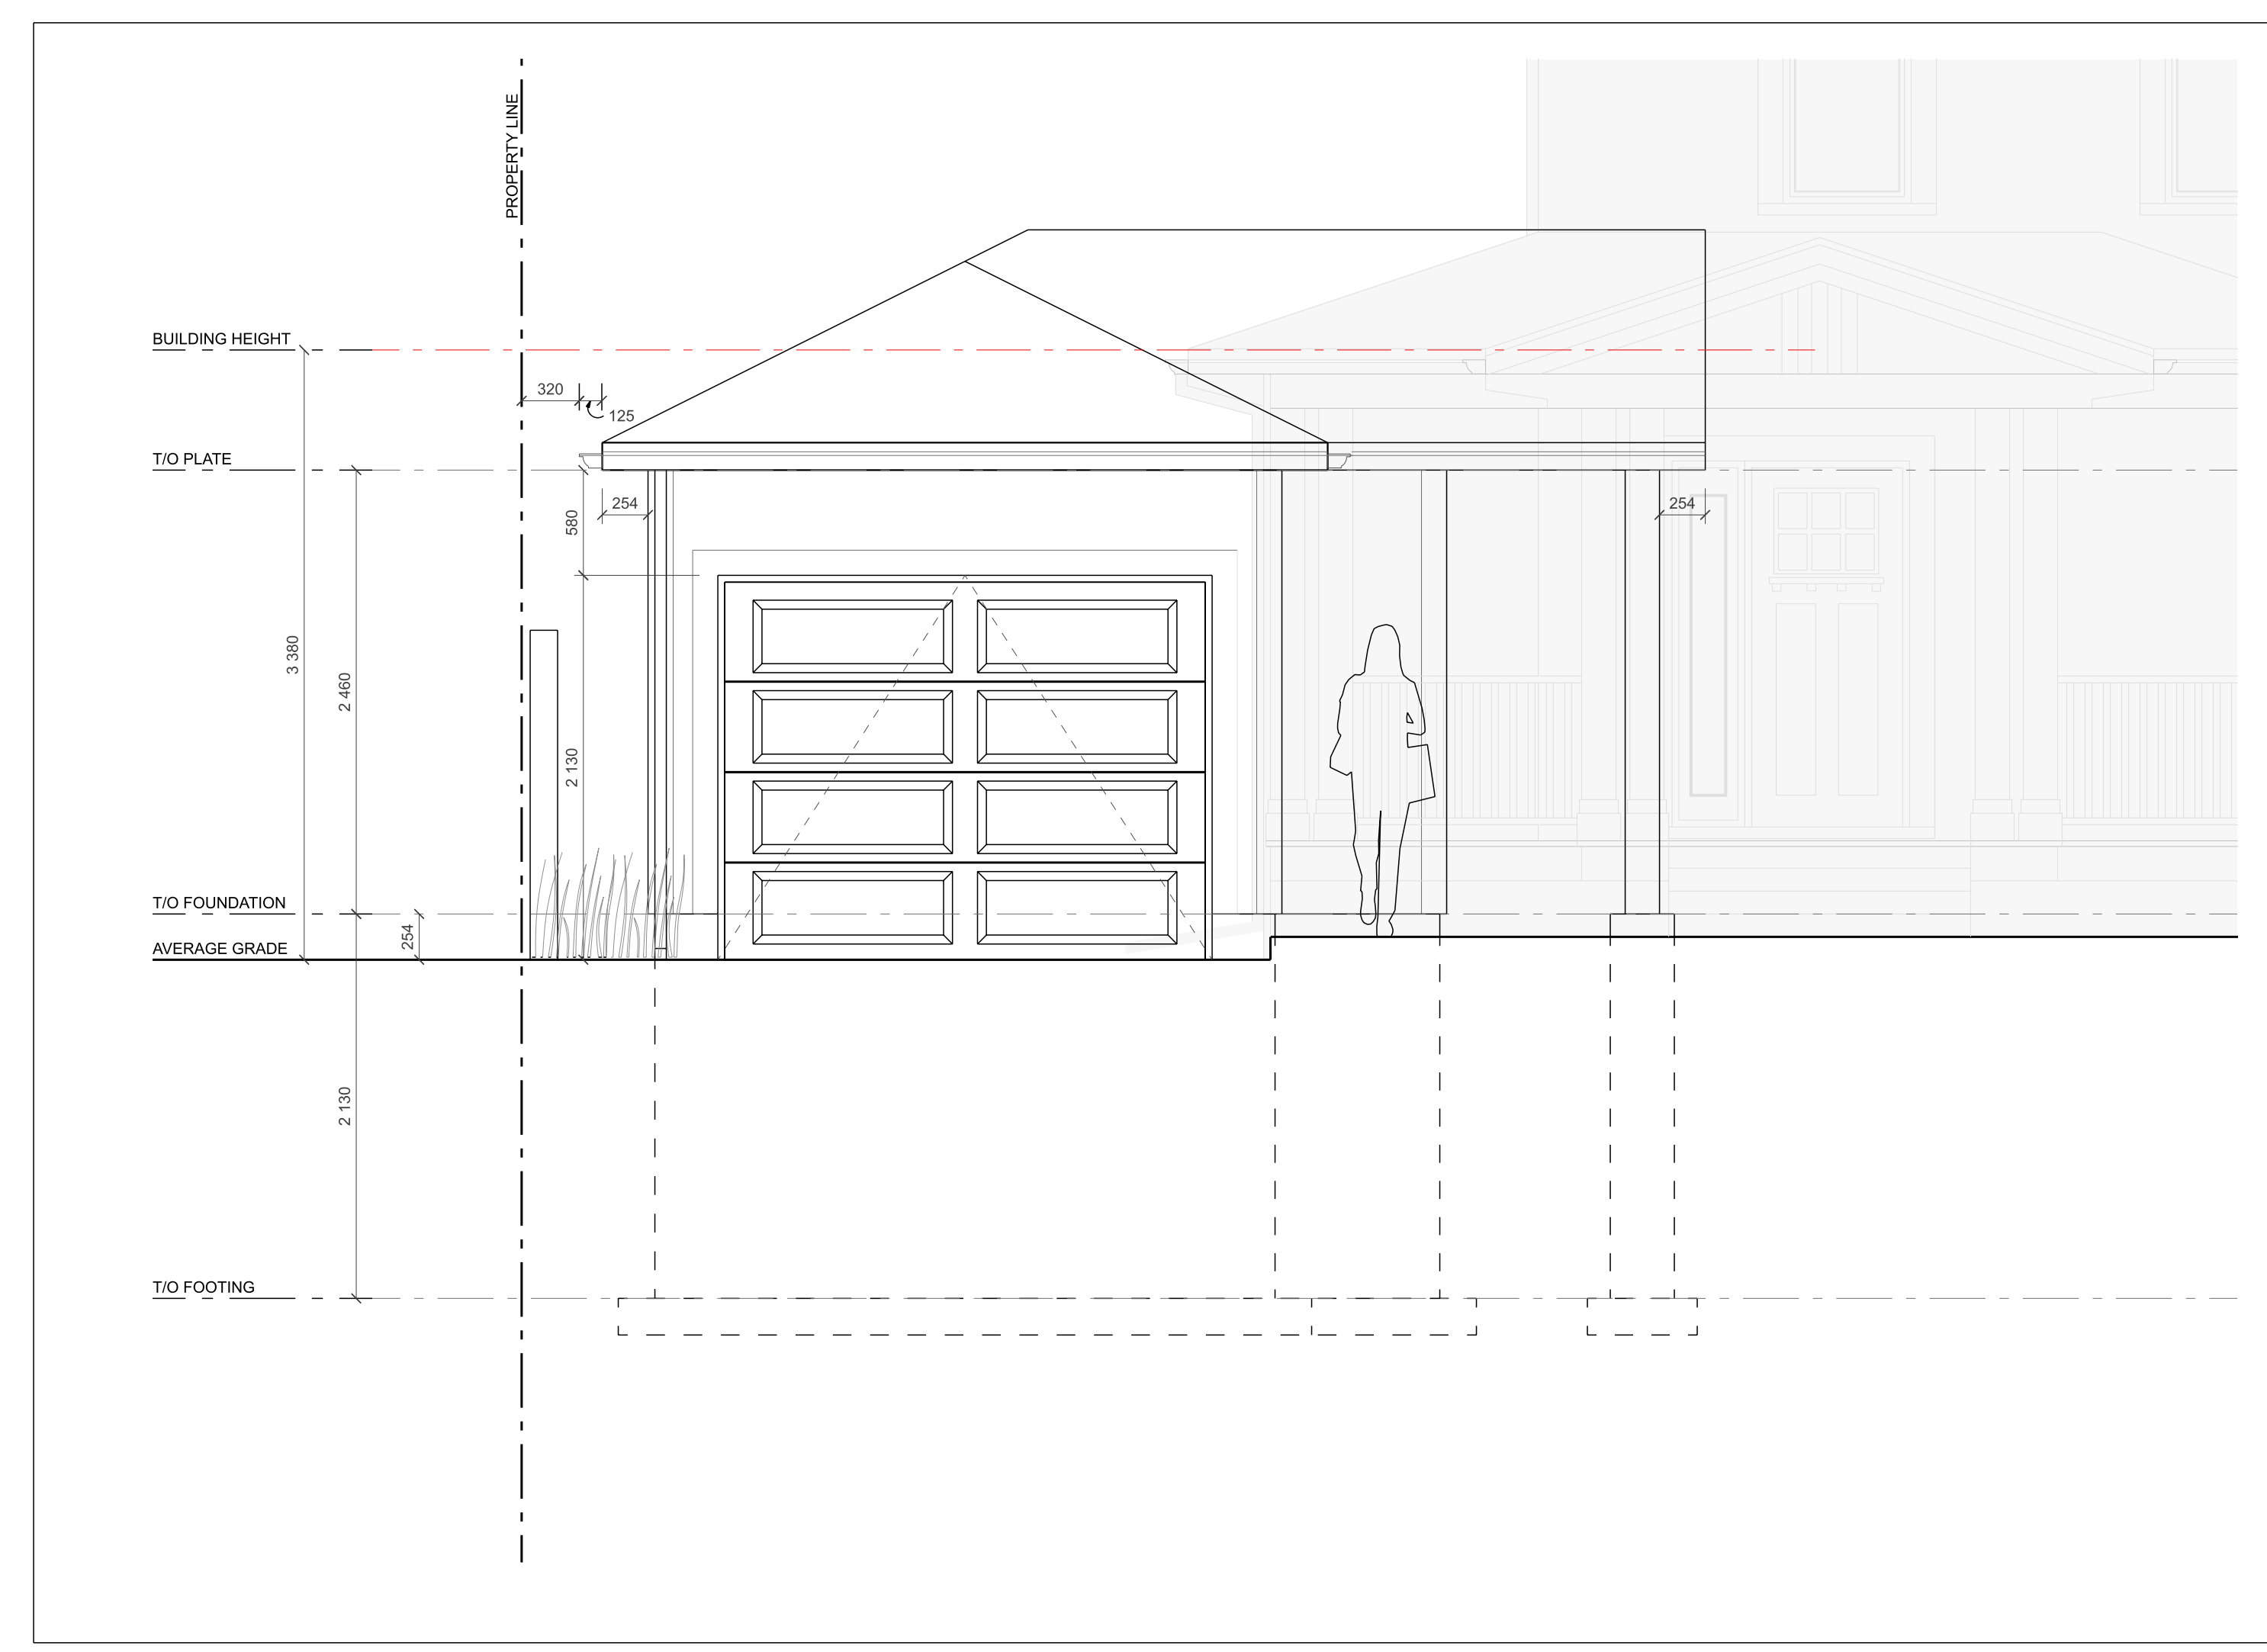 PROPERTY LINE
BUILDING HEIGHT
320
125
T/O PLATE
254
254
580
3 380
2 460
2 130
T/O FOUNDATION
254
AVERAGE GRADE
2 130
T/O FOOTING